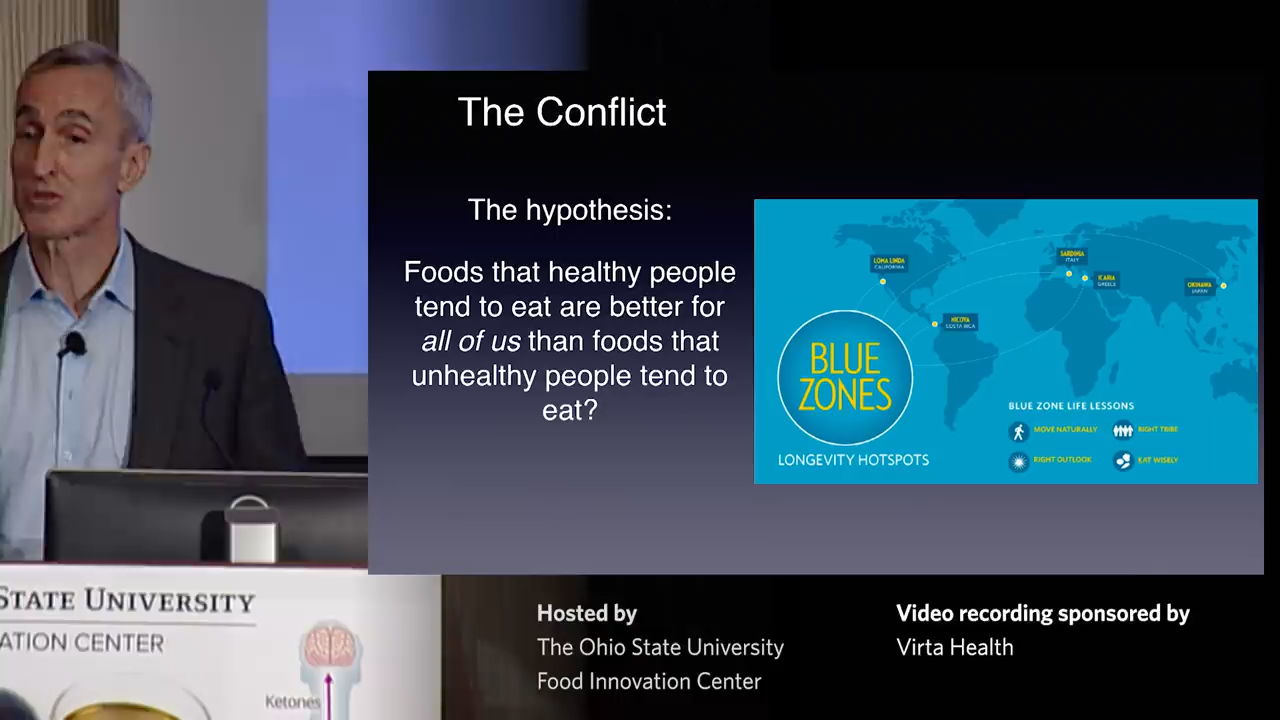 The Conflict
The hypothesis:
Foods that healthy people
tend to eat are better for
all of us than foods that
unhealthy people tend to
eat?
LOMA LINDA
CALIFORNIA
SARDINIA
ITALY
ICARIA
GREECE
OKINAWA
JAPAN
NICOYA
COSTA RICA
BLUE
ZONES
LONGEVITY HOTSPOTS
BLUE ZONE LIFE LESSONS
MOVE NATURALLY
RIGHT TRIBE
RIGHT OUTLOOK
EAT WISELY
STATE UNIVERSITY
ATION CENTER
Ketones
Hosted by
The Ohio State University
Food Innovation Center
Video recording sponsored by
Virta Health